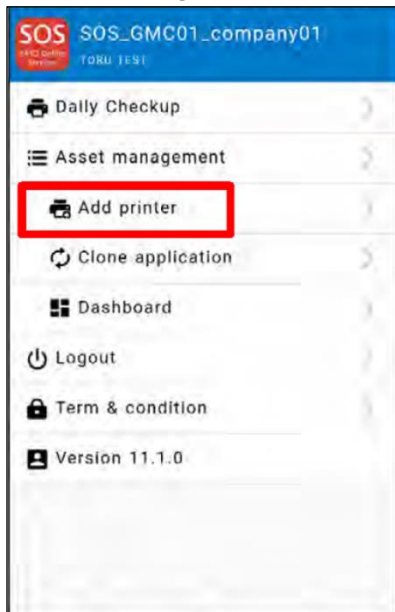 SOS
SOS_GMC01_company01
TORU TEST
Daily Checkup
Asset management
Add printer
Clone application
Dashboard
Logout
Term & condition
Version 11.1.0